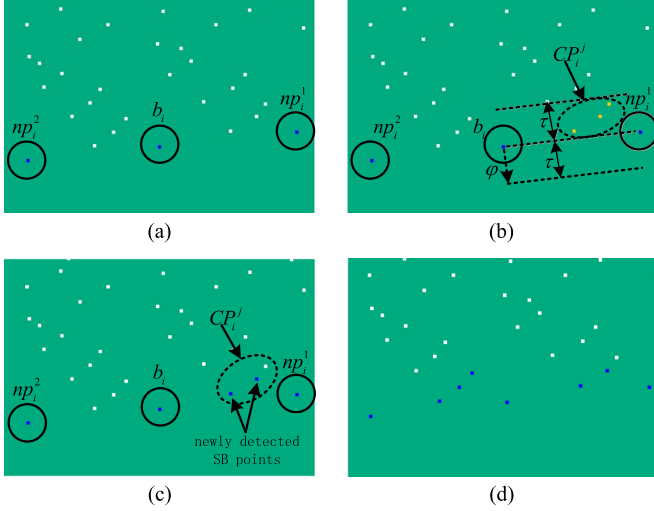 np_i^2
b_i
np_i^1
(a)
CP_i^j
np_i^1
b_i
np_i^2
τ
τ
φ
(b)
CP_i^j
np_i^2
b_i
np_i^1
newly detected
SB points
(c)
(d)